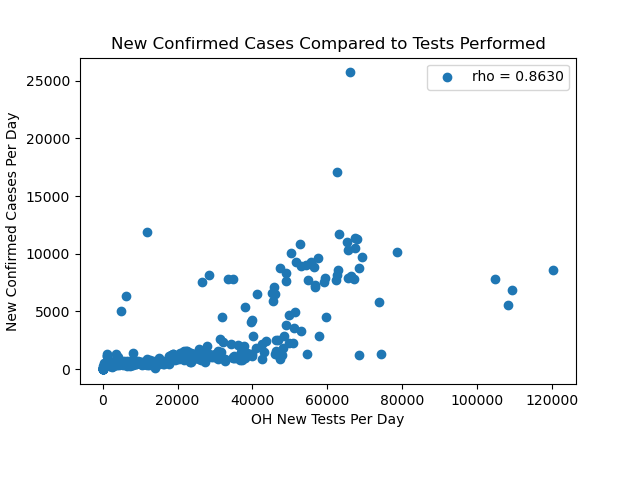 New Confirmed Cases Compared to Tests Performed
rho = 0.8630
25000
20000
15000
10000
5000
0
New Confirmed Caeses Per Day
0 20000 40000 60000 80000 100000 120000
OH New Tests Per Day